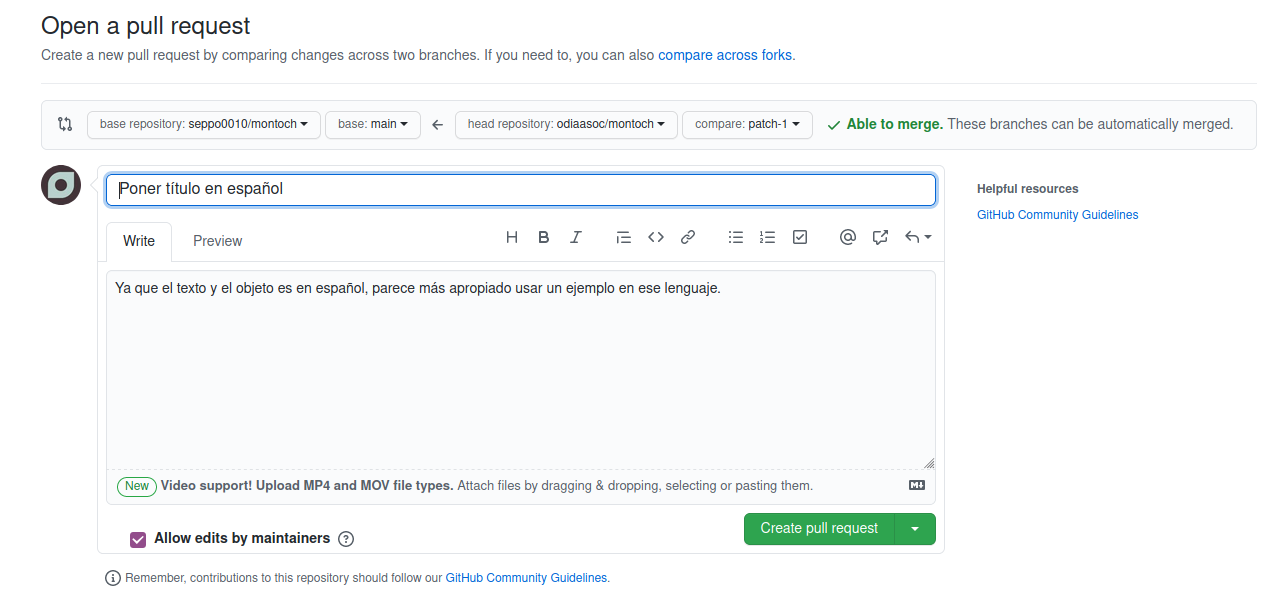 Open a pull request
Create a new pull request by comparing changes across two branches. If you need to, you can also compare across forks.
base repository: seppo0010/montoch base: main head repository: odiaasoc/montoch compare: patch-1 Able to merge. These branches can be automatically merged.
Poner título en español
Helpful resources
GitHub Community Guidelines
Write Preview
Ya que el texto y el objeto es en español, parece más apropiado usar un ejemplo en ese lenguaje.
New Video support! Upload MP4 and MOV file types. Attach files by dragging & dropping, selecting or pasting them.
Allow edits by maintainers
Create pull request
Remember, contributions to this repository should follow our GitHub Community Guidelines.